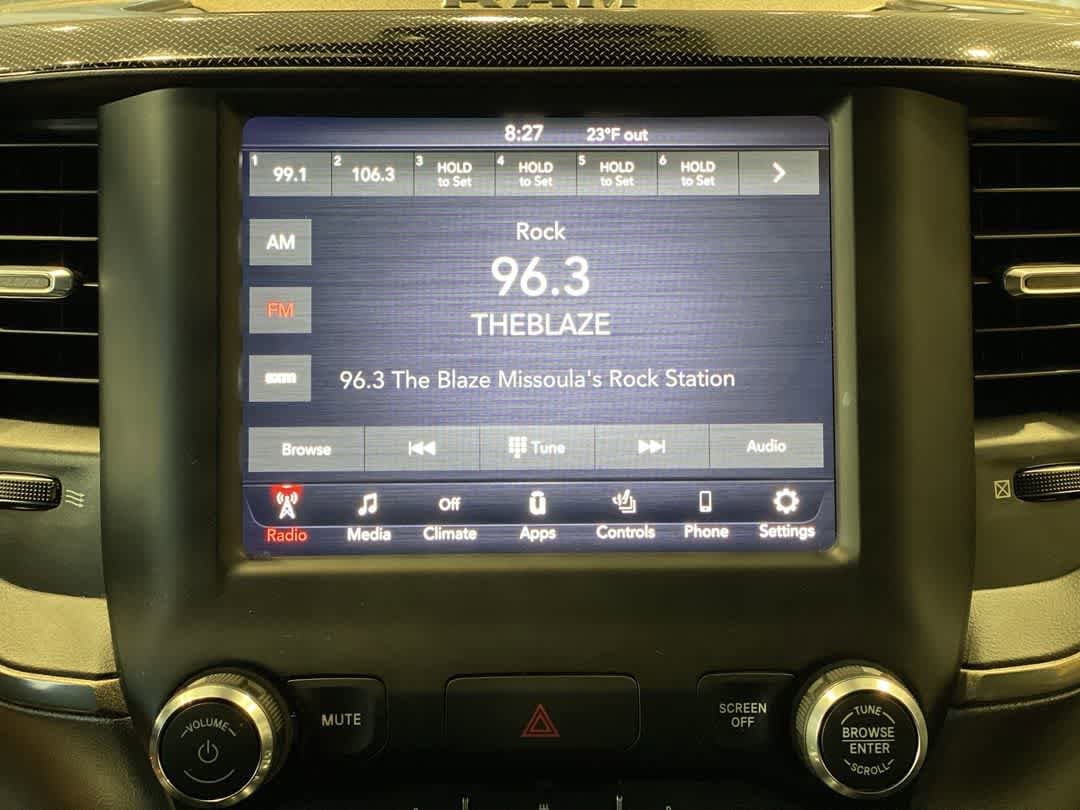 RAM
8:27 23°F out
1 99.1 2 106.3 3 HOLD to Set 4 HOLD to Set 5 HOLD to Set 6 HOLD to Set >
AM
Rock
96.3
FM
THEBLAZE
sxm
96.3 The Blaze Missoula's Rock Station
Browse Tune Audio
Off
Radio Media Climate Apps Controls Phone Settings
VOLUME
MUTE
SCREEN
OFF
TUNE
BROWSE
ENTER
SCROLL